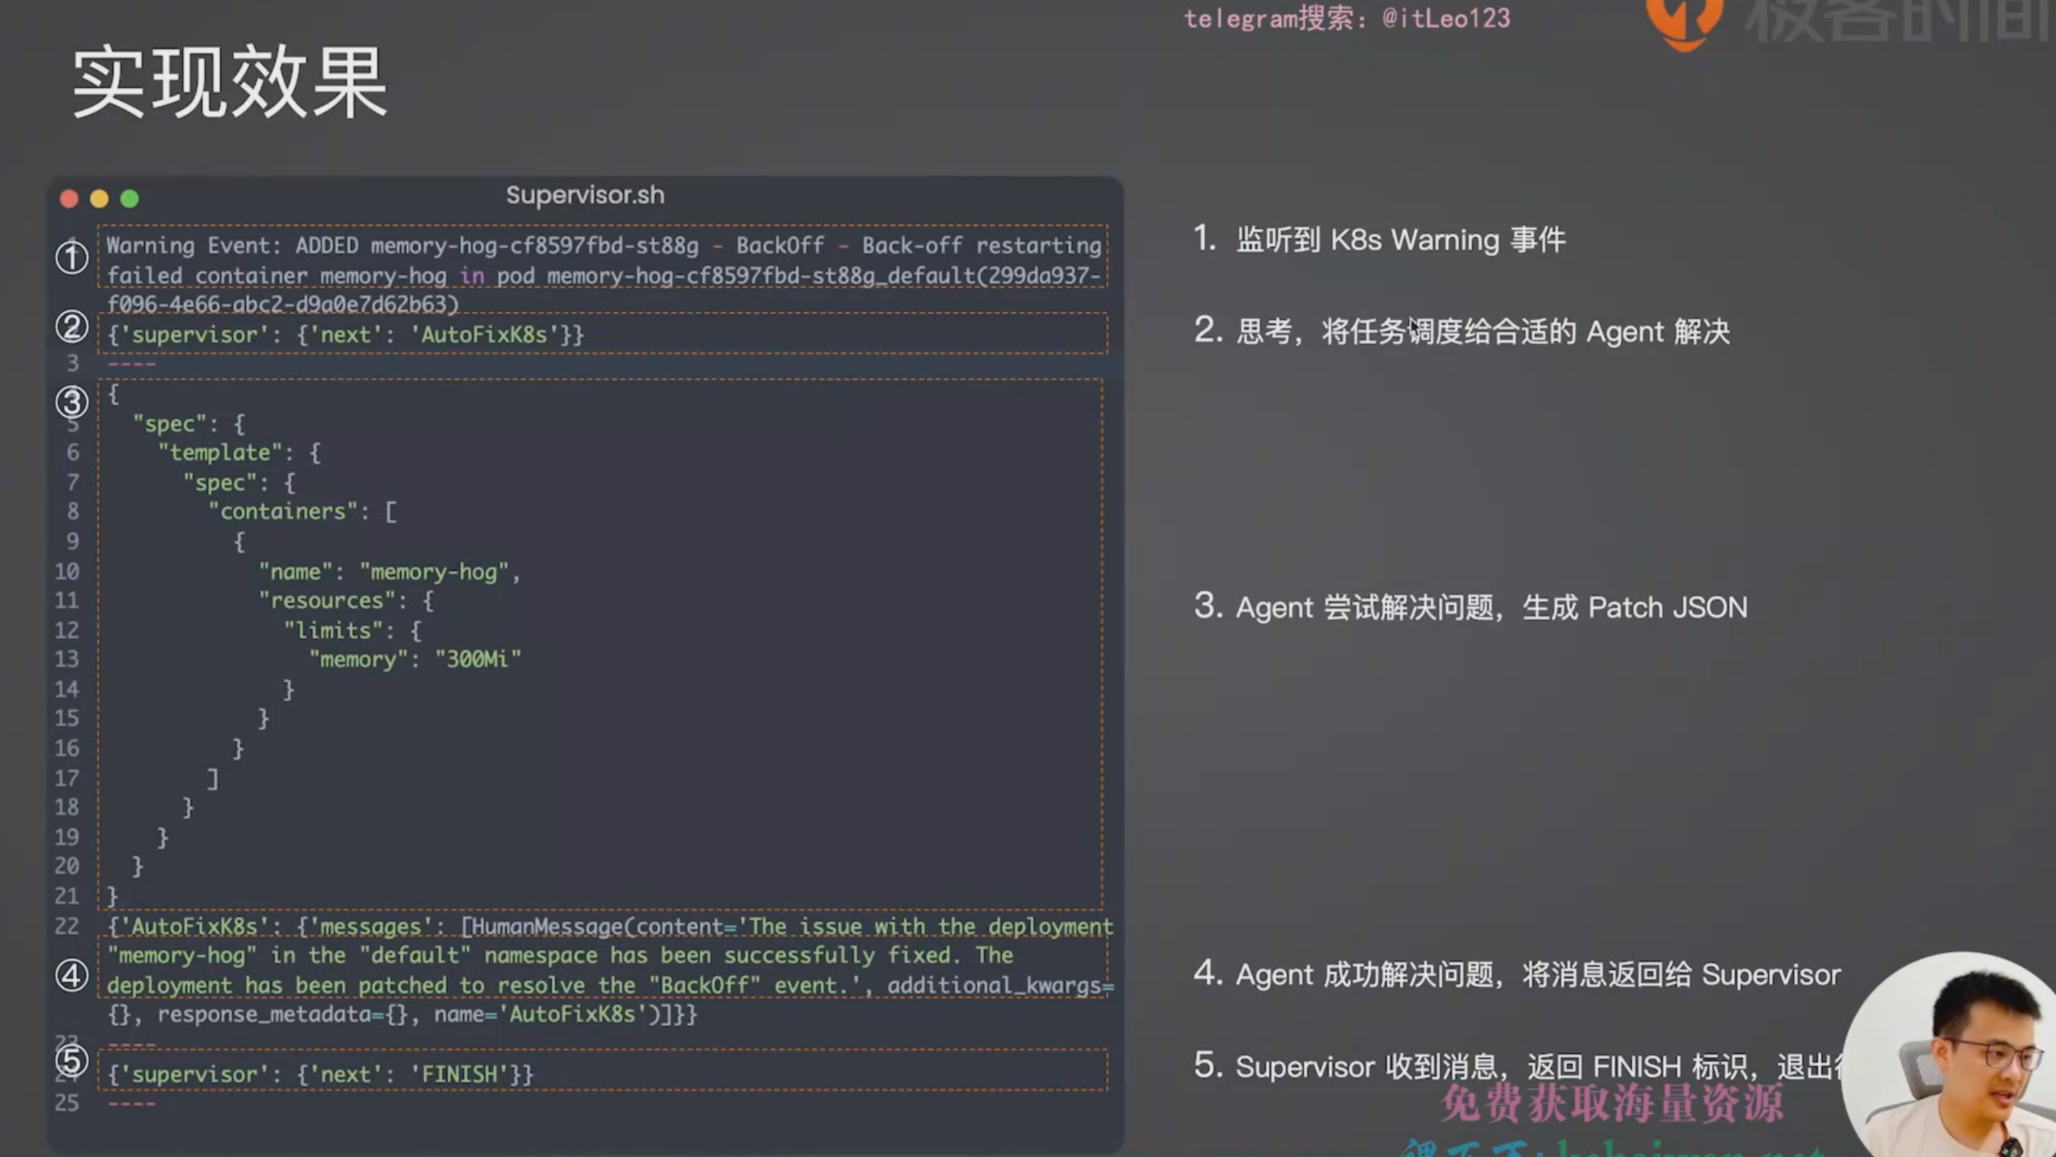 telegram搜索：@itLeo123
极客时间
实现效果
Supervisor.sh
① Warning Event: ADDED memory-hog-cf8597fbd-st88g - BackOff - Back-off restarting
failed container memory-hog in pod memory-hog-cf8597fbd-st88g_default(299da937-
f096-4e66-abc2-d9a0e7d62b63)
② {'supervisor': {'next': 'AutoFixK8s'}}
3 ----
③ {
5 "spec": {
6 "template": {
7 "spec": {
8 "containers": [
9 {
10 "name": "memory-hog",
11 "resources": {
12 "limits": {
13 "memory": "300Mi"
14 }
15 }
16 }
17 ]
18 }
19 }
20 }
21 }
22 {'AutoFixK8s': {'messages': [HumanMessage(content='The issue with the deployment
"memory-hog" in the "default" namespace has been successfully fixed. The
④ deployment has been patched to resolve the "BackOff" event.', additional_kwargs=
{}, response_metadata={}, name='AutoFixK8s')]}}
23 ----
⑤ {'supervisor': {'next': 'FINISH'}}
25 ----
1. 监听到 K8s Warning 事件
2. 思考，将任务调度给合适的 Agent 解决
3. Agent 尝试解决问题，生成 Patch JSON
4. Agent 成功解决问题，将消息返回给 Supervisor
5. Supervisor 收到消息，返回 FINISH 标识，退出
免费获取海量资源